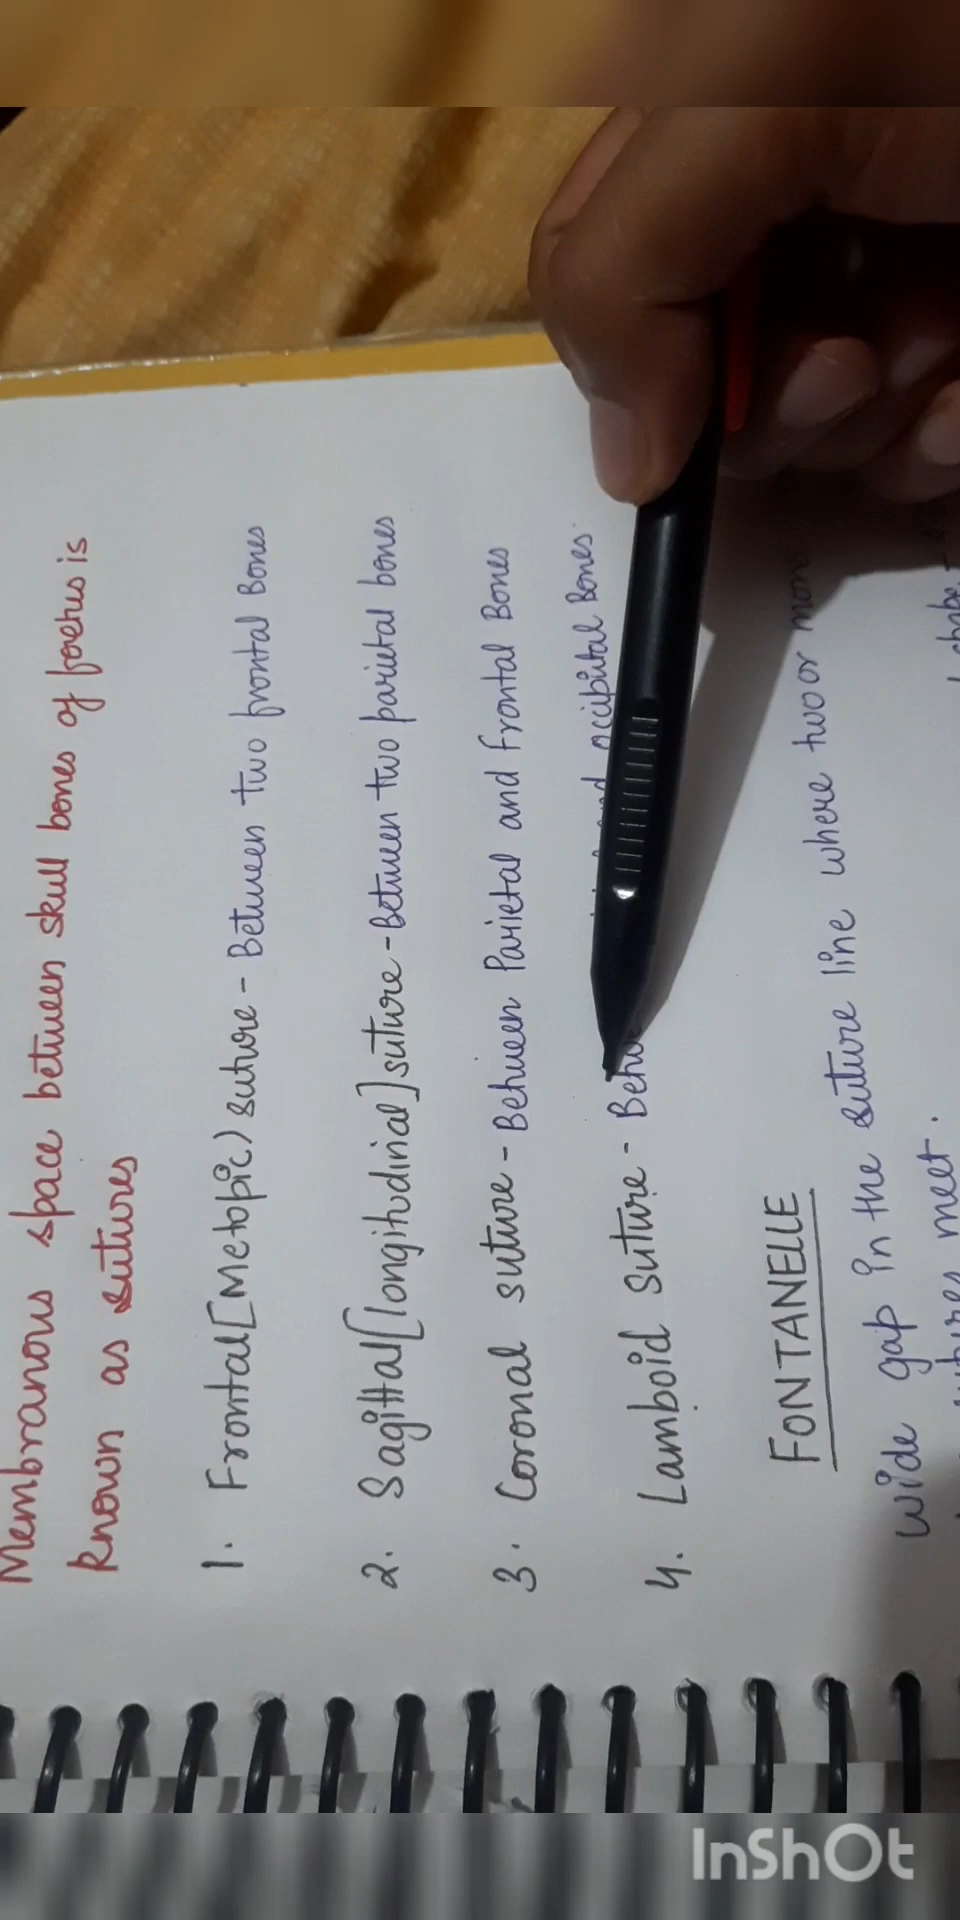 Membranous space between skull bones of foetus is
known as sutures
1. Frontal[Metopic) suture - Between two frontal Bones
2. Sagittal[longitudinal] suture - Between two parietal bones
3. Coronal suture - Between Parietal and Frontal Bones
4. Lamboid suture - occipital Bones
FONTANELLE
wide gap in the suture line where two or more
sutures meet.
InShOt